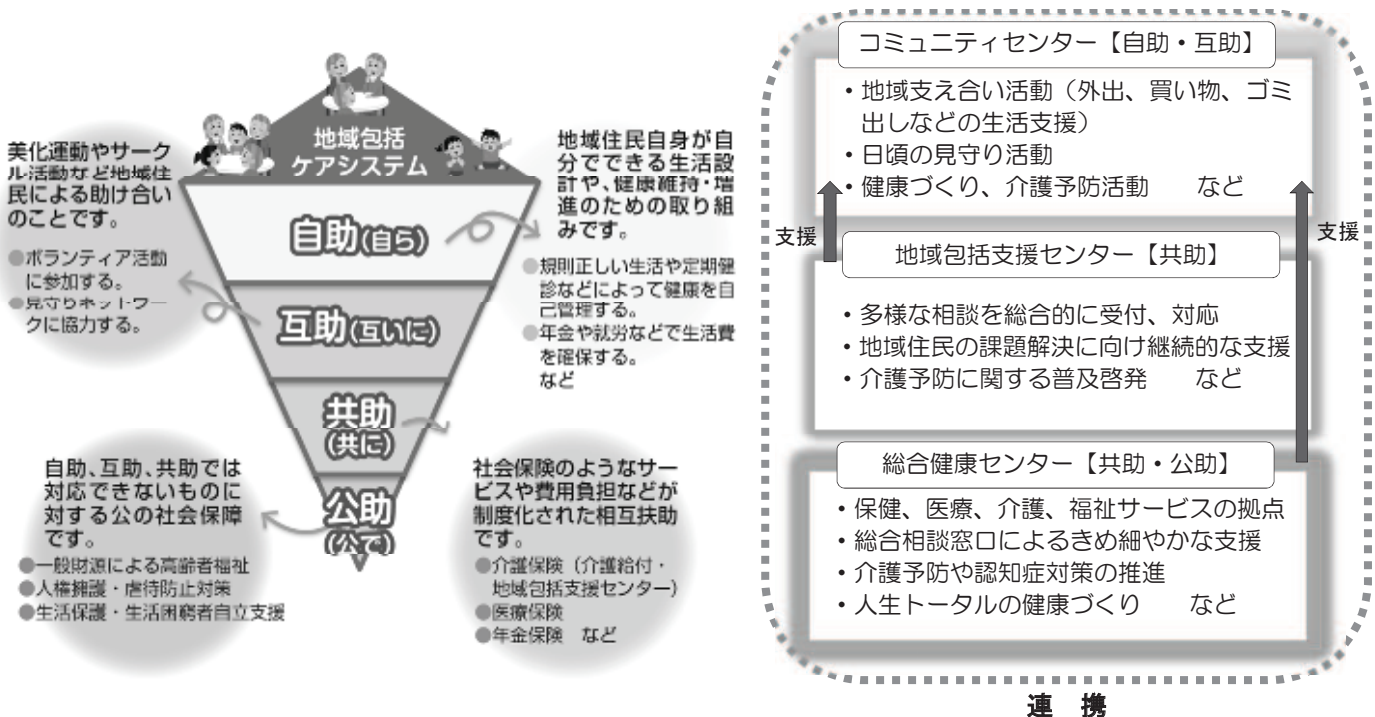 地域包括
ケアシステム
美化運動やサーク
ル活動など地域住
民による助け合い
のことです。
●ボランティア活動
に参加する。
●見守りネットワー
クに協力する。
地域住民自身が自
分でできる生活設
計や、健康維持・増
進のための取り組
みです。
●規則正しい生活や定期健
診などによって健康を自
己管理する。
●年金や就労などで生活費
を確保する。
など
自助(自ら)
互助(互いに)
共助
(共に)
公助
(公で)
自助、互助、共助では
対応できないものに
対する公の社会保障
です。
●一般財源による高齢者福祉
●人権擁護・虐待防止対策
●生活保護・生活困窮者自立支援
社会保険のようなサー
ビスや費用負担などが
制度化された相互扶助
です。
●介護保険（介護給付・
地域包括支援センター）
●医療保険
●年金保険　など
コミュニティセンター【自助・互助】
・地域支え合い活動（外出、買い物、ゴミ
出しなどの生活支援）
・日頃の見守り活動
・健康づくり、介護予防活動　　など
支援
支援
地域包括支援センター【共助】
・多様な相談を総合的に受付、対応
・地域住民の課題解決に向け継続的な支援
・介護予防に関する普及啓発　　など
総合健康センター【共助・公助】
・保健、医療、介護、福祉サービスの拠点
・総合相談窓口によるきめ細やかな支援
・介護予防や認知症対策の推進
・人生トータルの健康づくり　　など
連　携